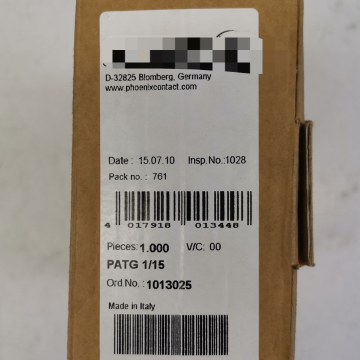 D-32825 Blomberg, Germany
www.phoenixcontact.com
Date : 15.07.10 Insp.No.:1028
Pack no. : 761
4 017918 013448
Pieces: 1.000 V/C: 00
PATG 1/15
Ord.No.: 1013025
Made in Italy